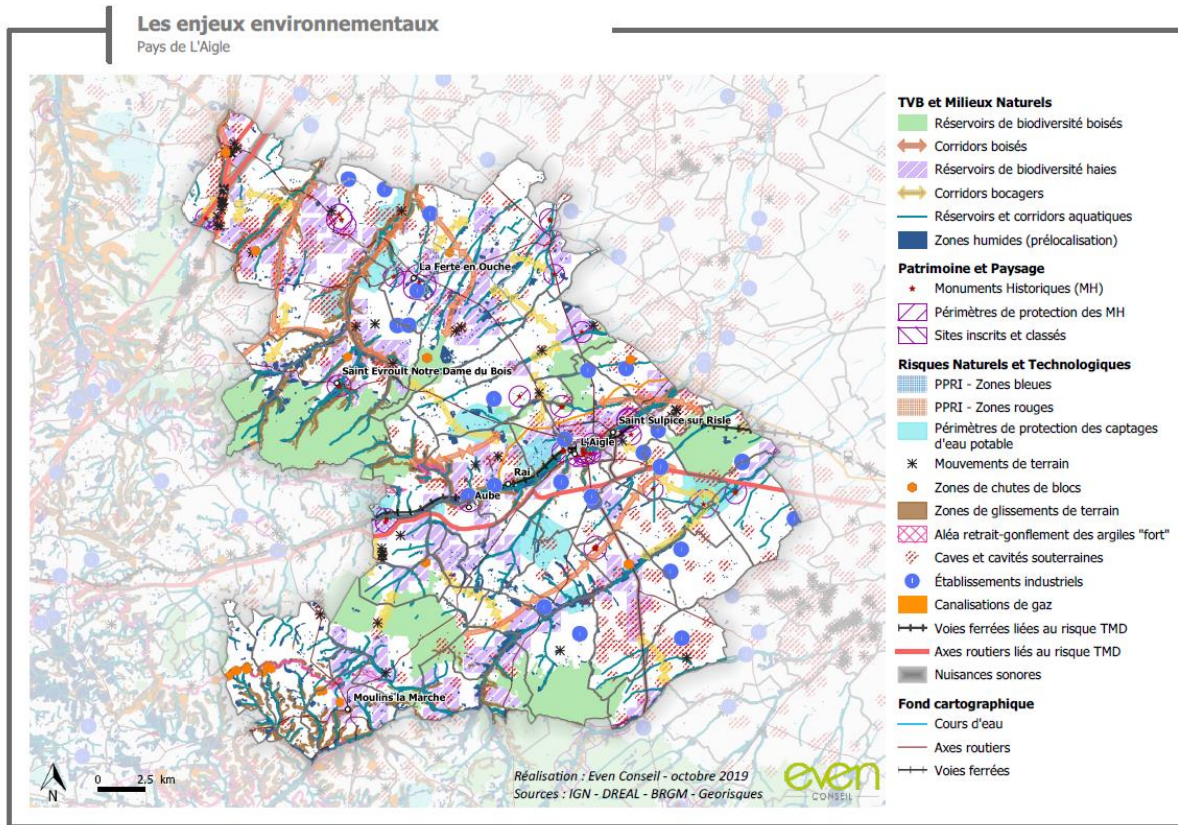 Les enjeux environnementaux
Pays de L'Aigle
La Ferte en Ouche
Saint Evroult Notre Dame du Bois
Saint Sulpice sur Risle
L'Aigle
Rai
Aube
Moulins la Marche
N
0 2.5 km
Réalisation : Even Conseil - octobre 2019
Sources : IGN - DREAL - BRGM - Georisques
even
CONSEIL
TVB et Milieux Naturels
Réservoirs de biodiversité boisés
Corridors boisés
Réservoirs de biodiversité haies
Corridors bocagers
Réservoirs et corridors aquatiques
Zones humides (prélocalisation)
Patrimoine et Paysage
Monuments Historiques (MH)
Périmètres de protection des MH
Sites inscrits et classés
Risques Naturels et Technologiques
PPRI - Zones bleues
PPRI - Zones rouges
Périmètres de protection des captages
d'eau potable
Mouvements de terrain
Zones de chutes de blocs
Zones de glissements de terrain
Aléa retrait-gonflement des argiles "fort"
Caves et cavités souterraines
Établissements industriels
Canalisations de gaz
Voies ferrées liées au risque TMD
Axes routiers liés au risque TMD
Nuisances sonores
Fond cartographique
Cours d'eau
Axes routiers
Voies ferrées